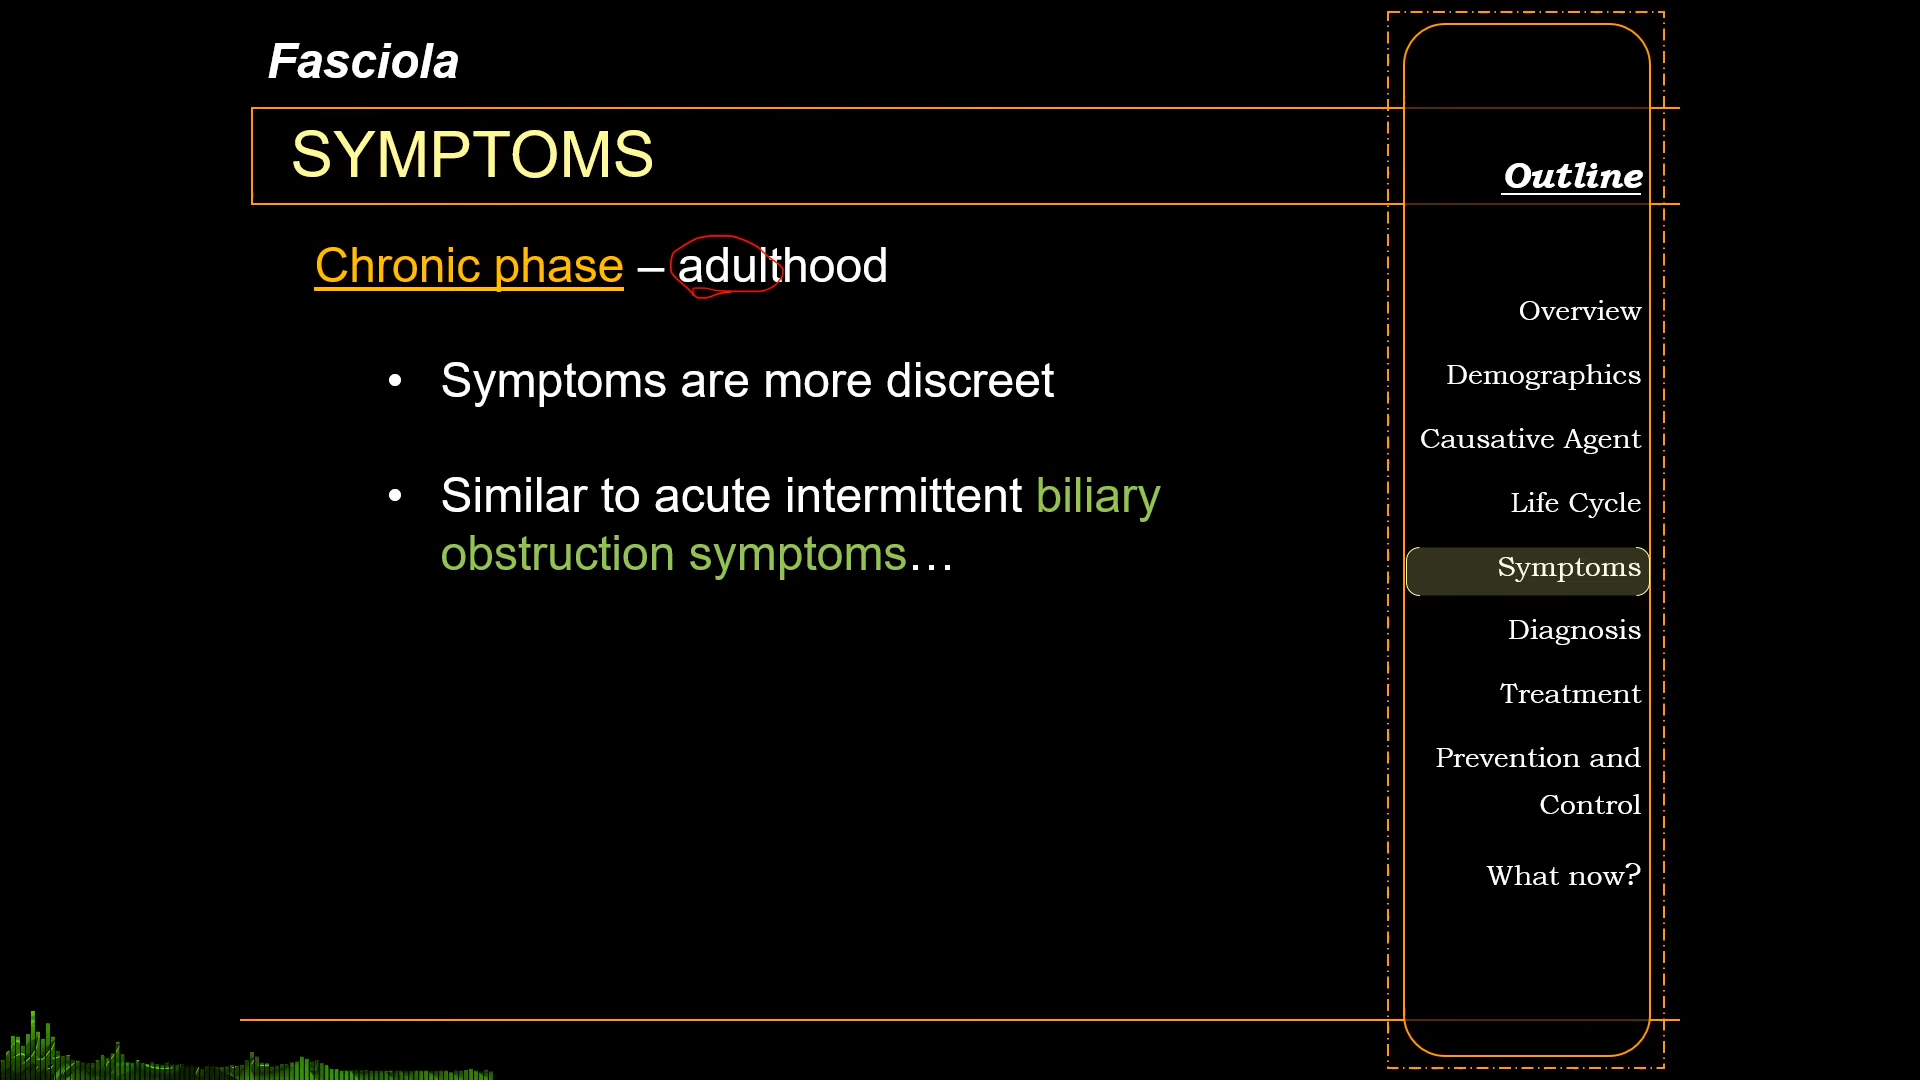 Fasciola
SYMPTOMS
Chronic phase – adulthood
• Symptoms are more discreet
• Similar to acute intermittent biliary
obstruction symptoms…
Outline
Overview
Demographics
Causative Agent
Life Cycle
Symptoms
Diagnosis
Treatment
Prevention and
Control
What now?